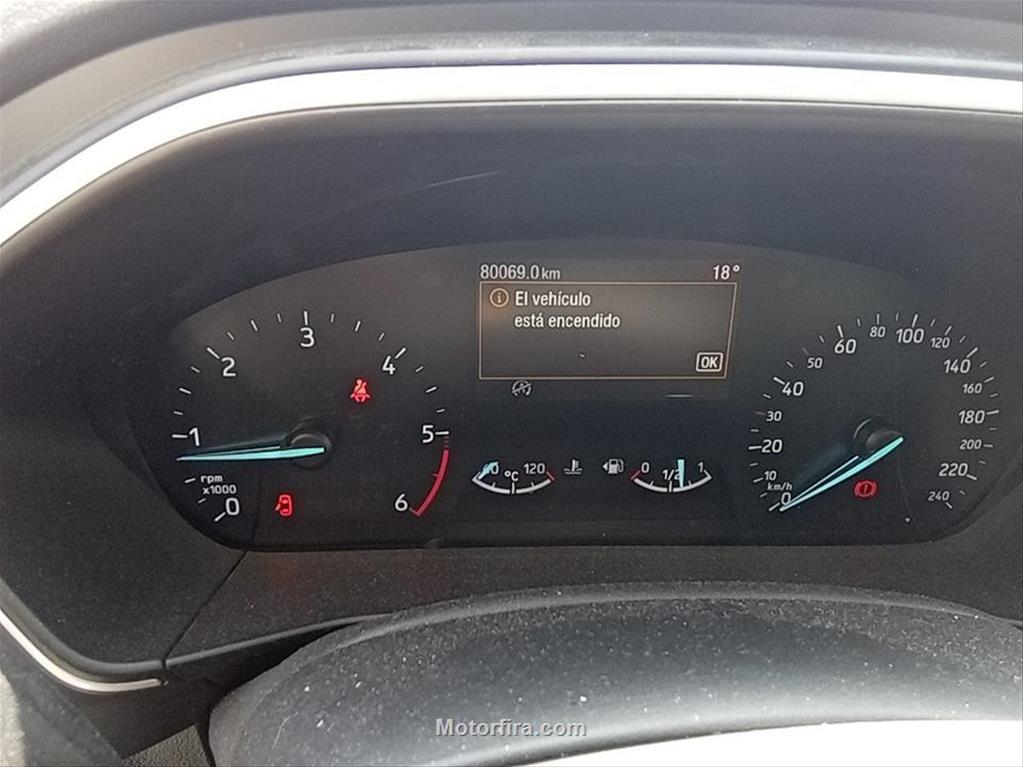 80069.0 km 18°
El vehículo
está encendido
OK
0 1 2 3 4 5 6
rpm
x1000
60 °C 120
0 1/2 1
0 10 20 30 40 50 60 80 100 120 140 160 180 200 220 240
km/h
Motorfira.com